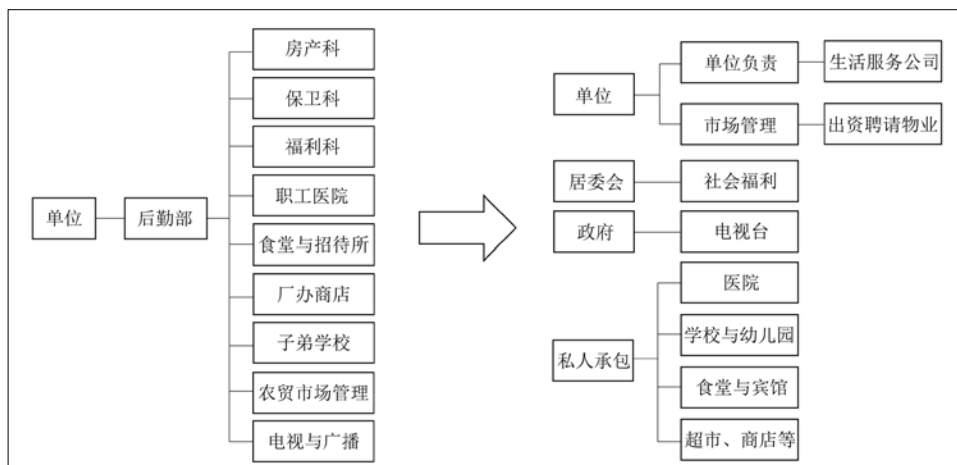 单位
后勤部
房产科
保卫科
福利科
职工医院
食堂与招待所
厂办商店
子弟学校
农贸市场管理
电视与广播
单位
单位负责
生活服务公司
市场管理
出资聘请物业
居委会
社会福利
政府
电视台
私人承包
医院
学校与幼儿园
食堂与宾馆
超市、商店等